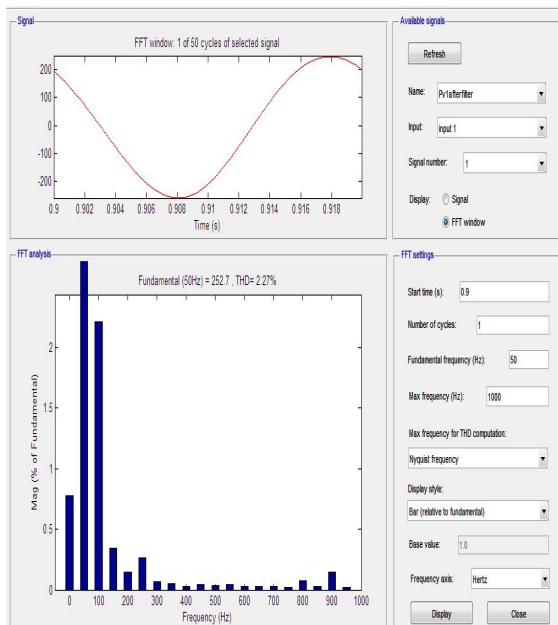 Signal
FFT window: 1 of 50 cycles of selected signal
200
100
0
-100
-200
0.9 0.902 0.904 0.906 0.908 0.91 0.912 0.914 0.916 0.918
Time (s)
FFT analysis
Fundamental (50Hz) = 252.7 , THD= 2.27%
2
1.5
1
0.5
0
Mag (% of Fundamental)
0 100 200 300 400 500 600 700 800 900 1000
Frequency (Hz)
Available signals
Refresh
Name: Pv1afterfilter
Input: input 1
Signal number: 1
Display: Signal
FFT window
FFT settings
Start time (s): 0.9
Number of cycles: 1
Fundamental frequency (Hz): 50
Max frequency (Hz): 1000
Max frequency for THD computation:
Nyquist frequency
Display style:
Bar (relative to fundamental)
Base value: 1.0
Frequency axis: Hertz
Display Close